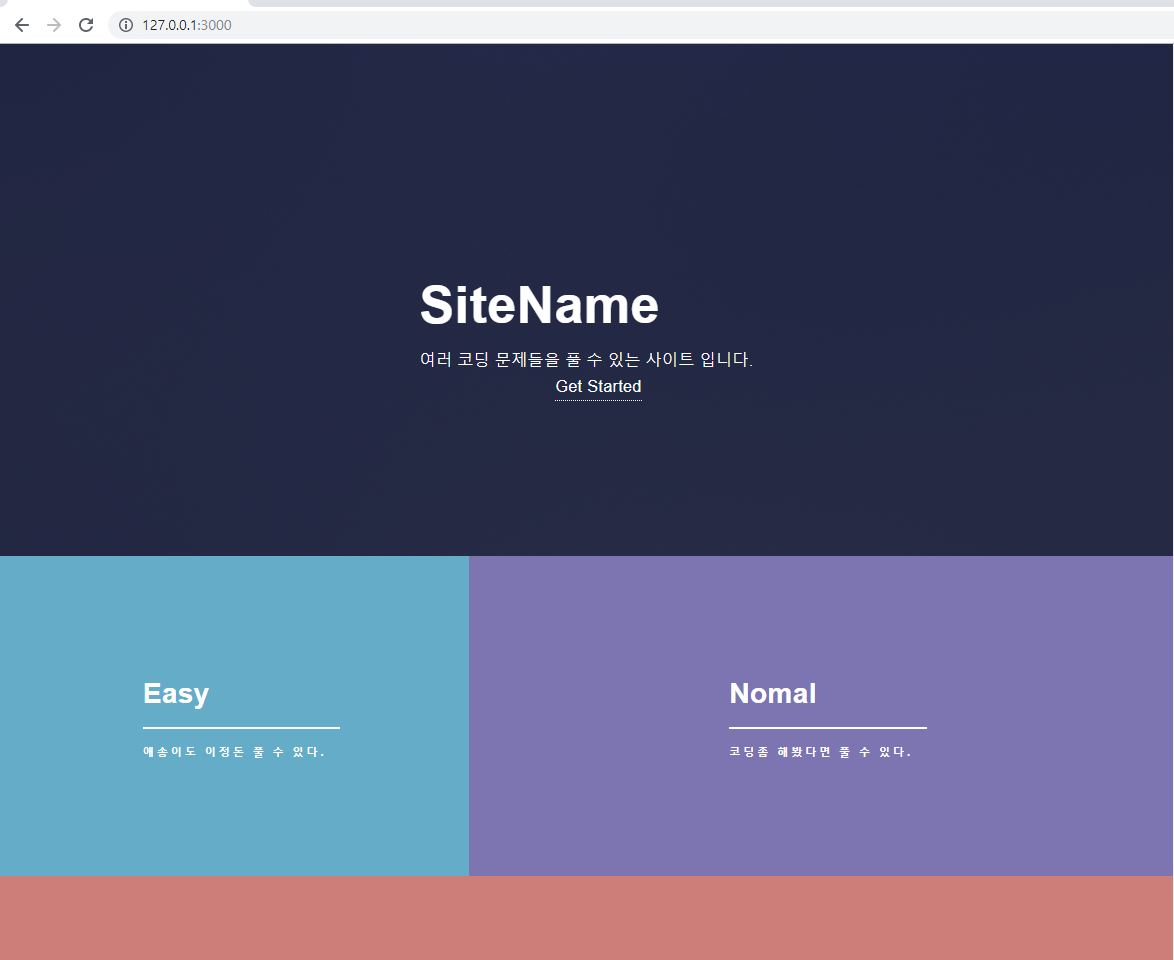 127.0.0.1:3000
SiteName
여러 코딩 문제들을 풀 수 있는 사이트 입니다.
Get Started
Easy
애송이도 이정돈 풀 수 있다.
Nomal
코딩좀 해봤다면 풀 수 있다.